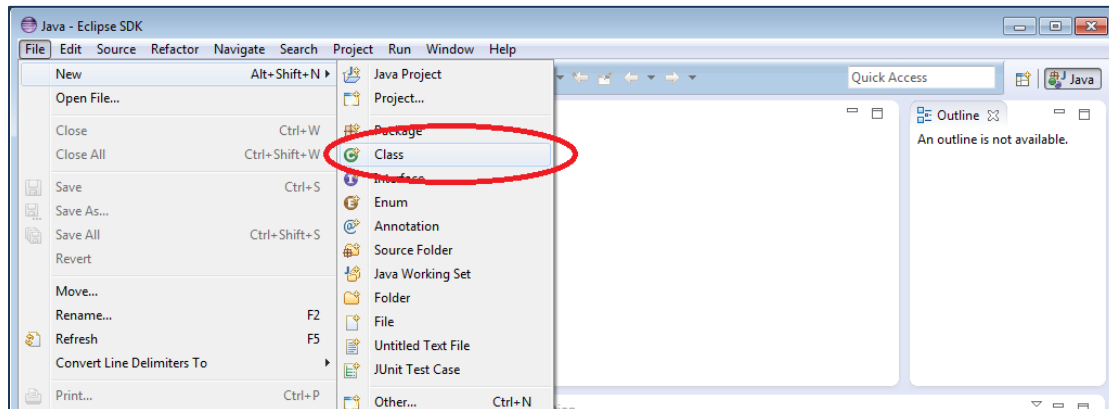 Java - Eclipse SDK
File Edit Source Refactor Navigate Search Project Run Window Help
New Alt+Shift+N
Open File...
Close Ctrl+W
Close All Ctrl+Shift+W
Save Ctrl+S
Save As...
Save All Ctrl+Shift+S
Revert
Move...
Rename... F2
Refresh F5
Convert Line Delimiters To
Print... Ctrl+P
Java Project
Project...
Package
Class
Interface
Enum
Annotation
Source Folder
Java Working Set
Folder
File
Untitled Text File
JUnit Test Case
Other... Ctrl+N
Quick Access
Java
Outline
An outline is not available.